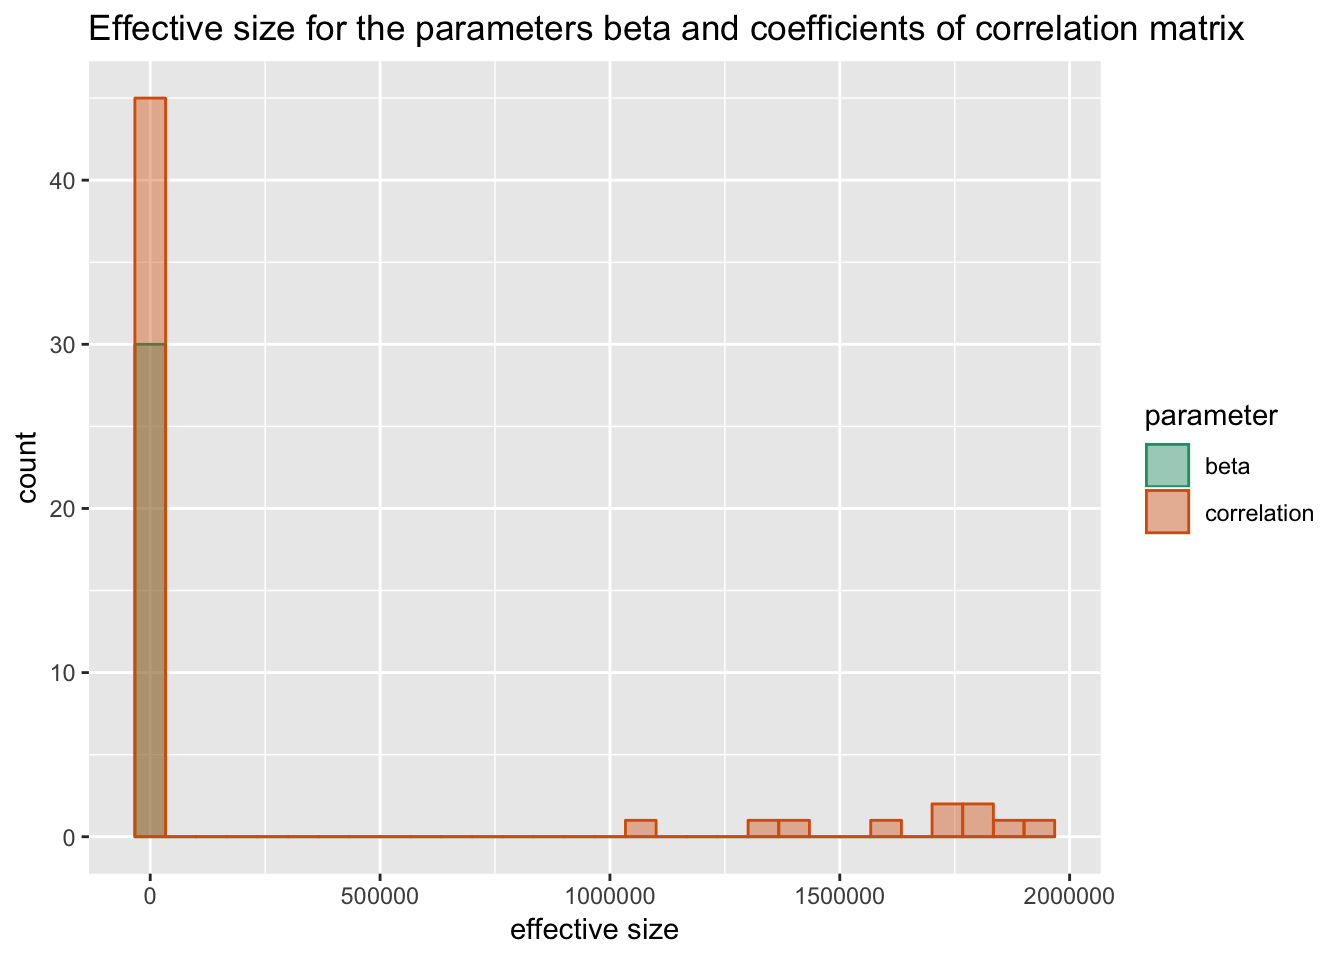 Effective size for the parameters beta and coefficients of correlation matrix
40
30
20
10
0
count
0 500000 1000000 1500000 2000000
effective size
parameter
beta
correlation